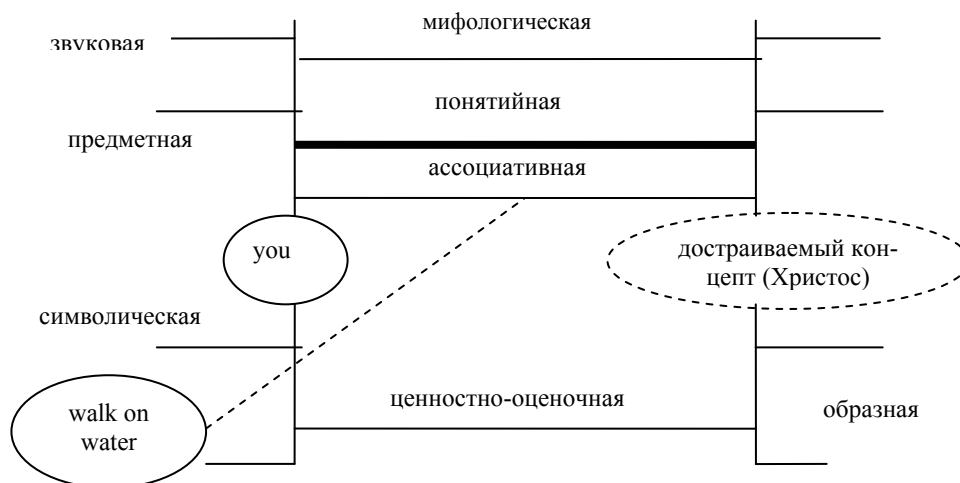 мифологическая
звуковая
понятийная
предметная
ассоциативная
you
достраиваемый кон-
цепт (Христос)
символическая
ценностно-оценочная
образная
walk on
water